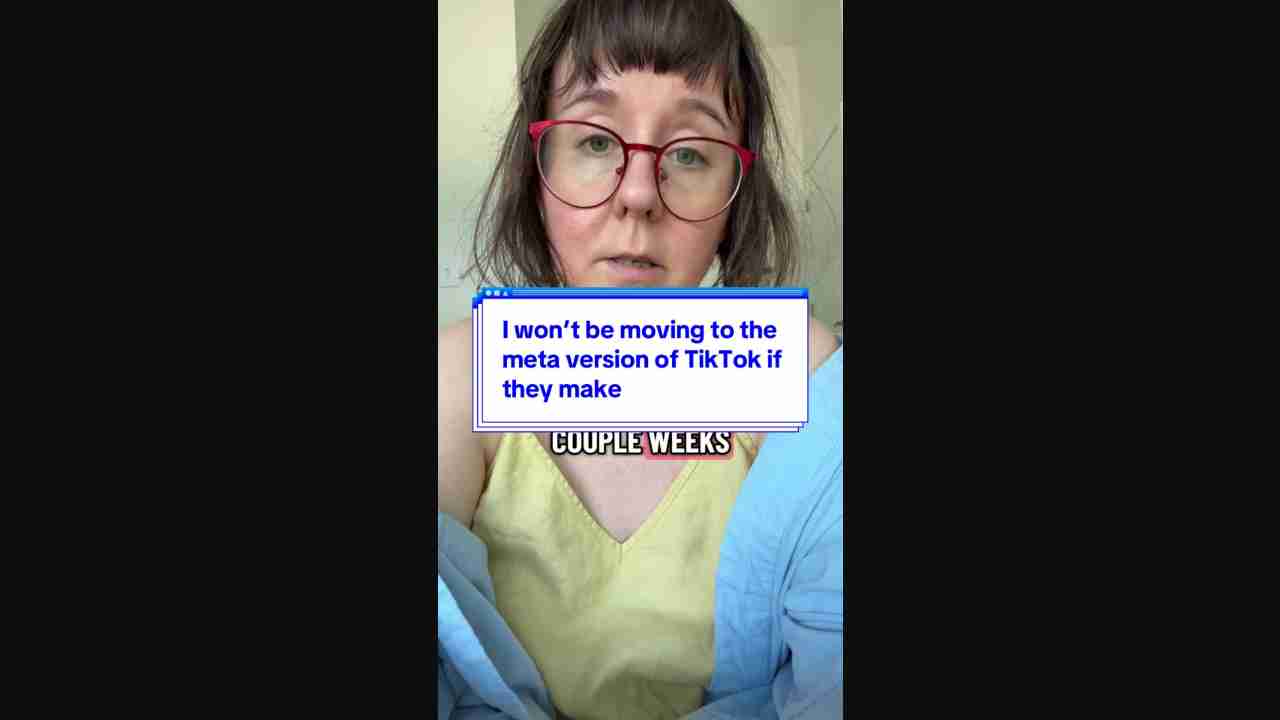 I won’t be moving to the
meta version of TikTok if
they make
COUPLE WEEKS